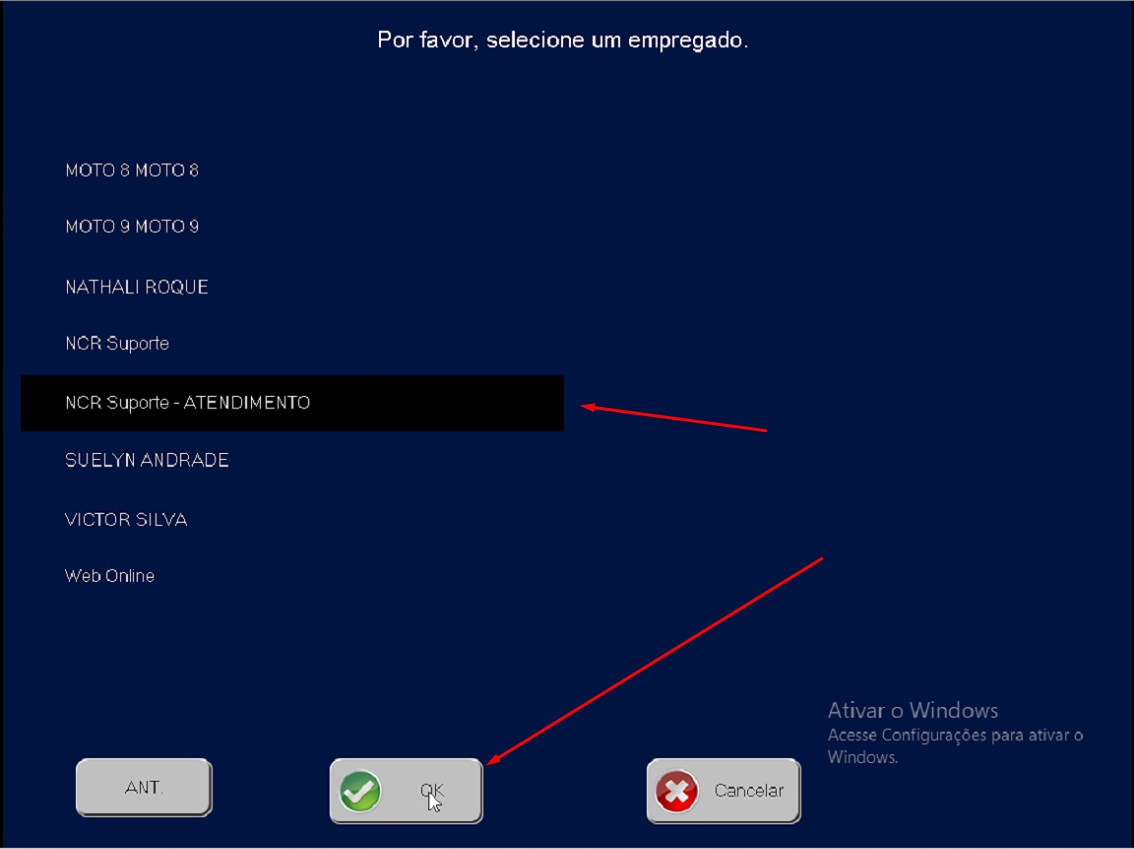 Por favor, selecione um empregado.
MOTO 8 MOTO 8
MOTO 9 MOTO 9
NATHALI ROQUE
NCR Suporte
NCR Suporte - ATENDIMENTO
SUELYN ANDRADE
VICTOR SILVA
Web Online
Ativar o Windows
Acesse Configurações para ativar o
Windows.
ANT.
OK
Cancelar